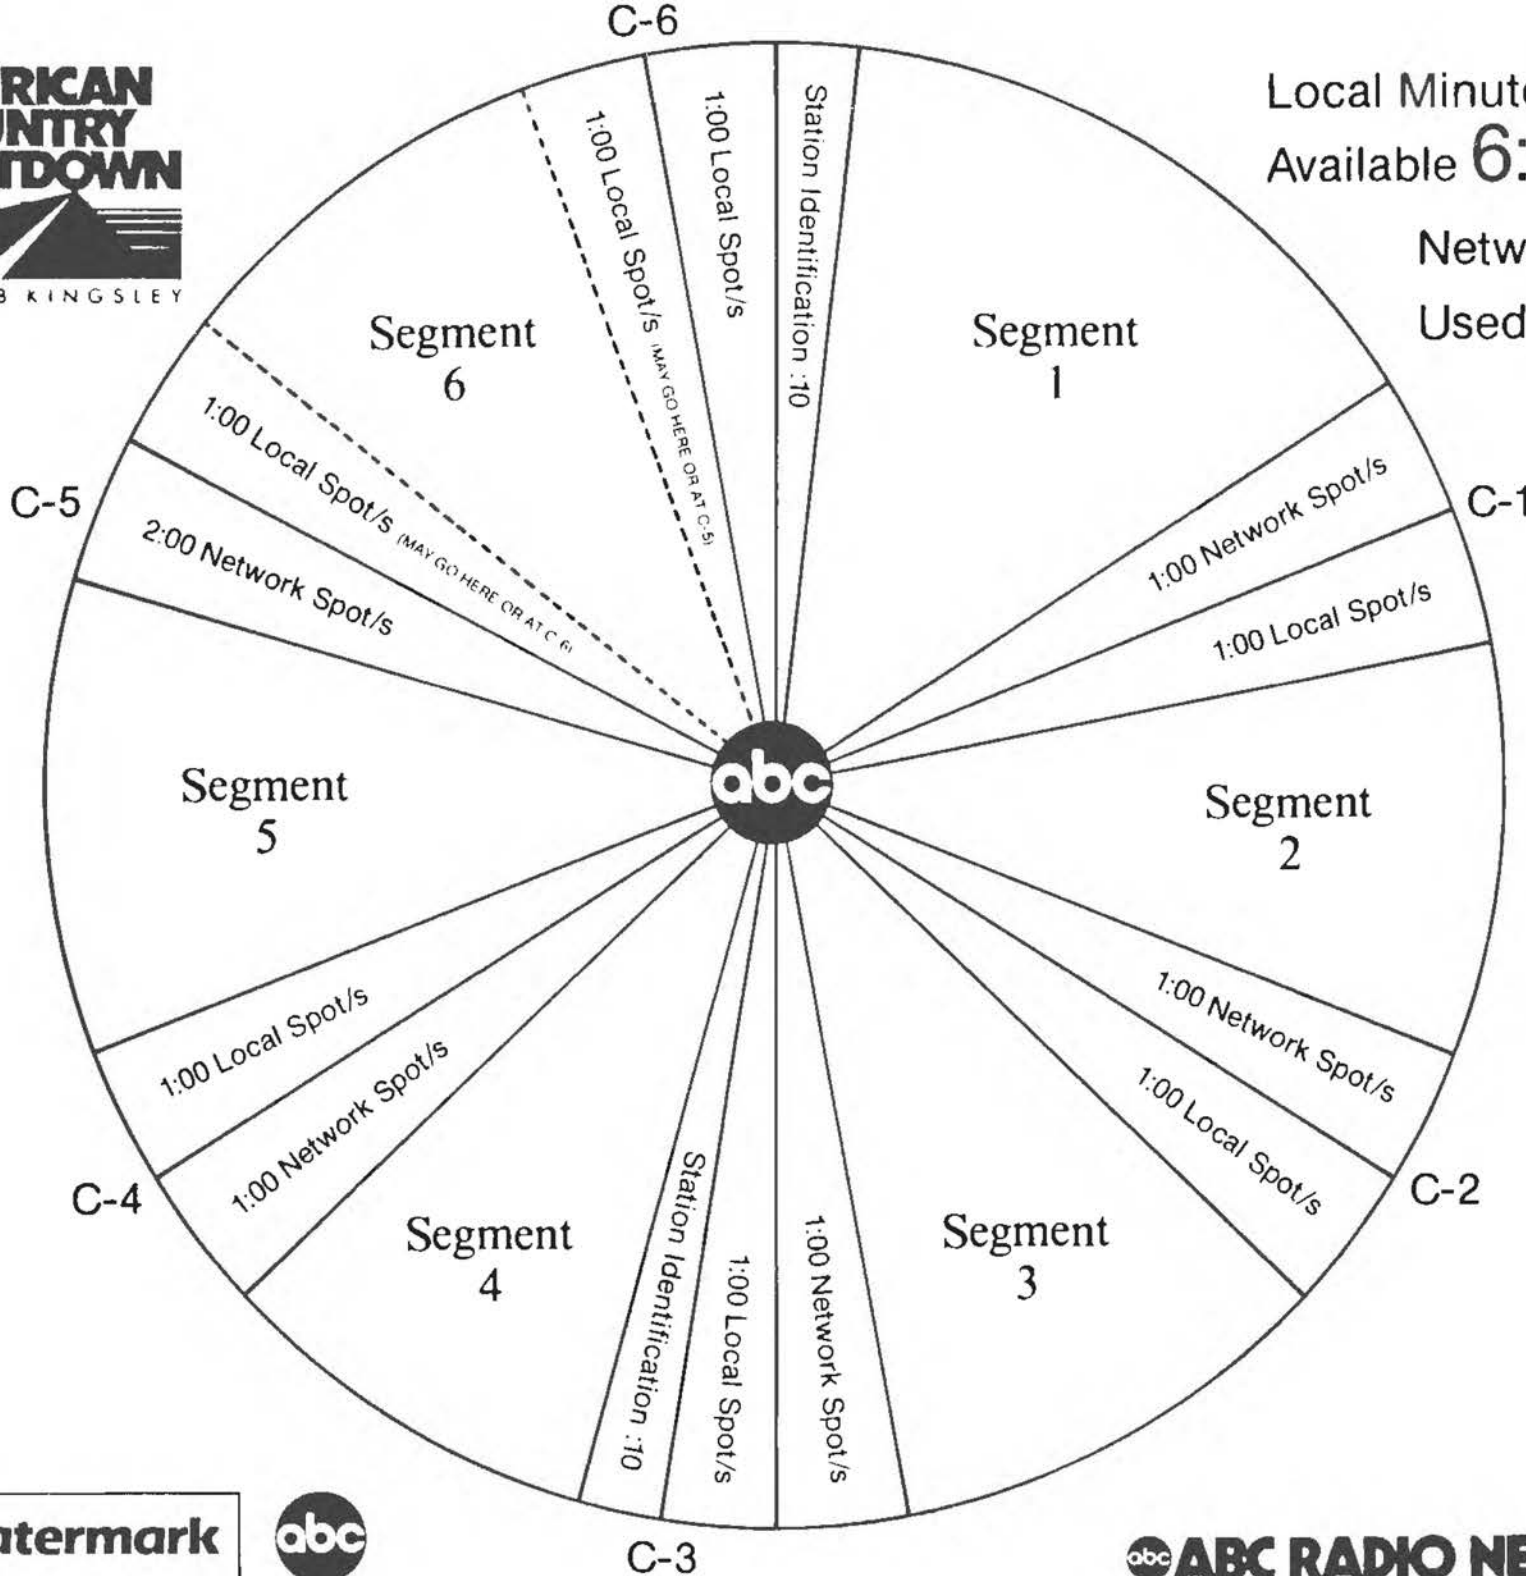 C-6
RICAN
NTRY
TDOWN
B KINGSLEY
Local Minut
Available 6:
Netw
Used
Station Identification :10
Segment
1
1:00 Network Spot/s
C-1
1:00 Local Spot/s
Segment
2
1:00 Network Spot/s
C-2
1:00 Local Spot/s
Segment
3
1:00 Network Spot/s
C-3
1:00 Local Spot/s
Station Identification :10
Segment
4
1:00 Network Spot/s
C-4
1:00 Local Spot/s
Segment
5
2:00 Network Spot/s
C-5
1:00 Local Spot/s (MAY GO HERE OR AT C-6)
Segment
6
1:00 Local Spot/s (MAY GO HERE OR AT C-5)
1:00 Local Spot/s
abc
termark
abc
abc ABC RADIO NE